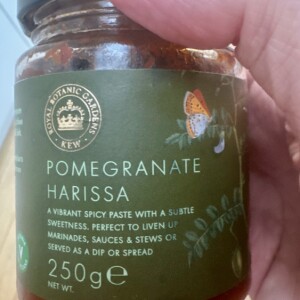 ROYAL BOTANIC GARDENS
· KEW ·
POMEGRANATE
HARISSA
A VIBRANT SPICY PASTE WITH A SUBTLE
SWEETNESS. PERFECT TO LIVEN UP
MARINADES, SAUCES & STEWS OR
SERVED AS A DIP OR SPREAD
250g℮
NET WT.